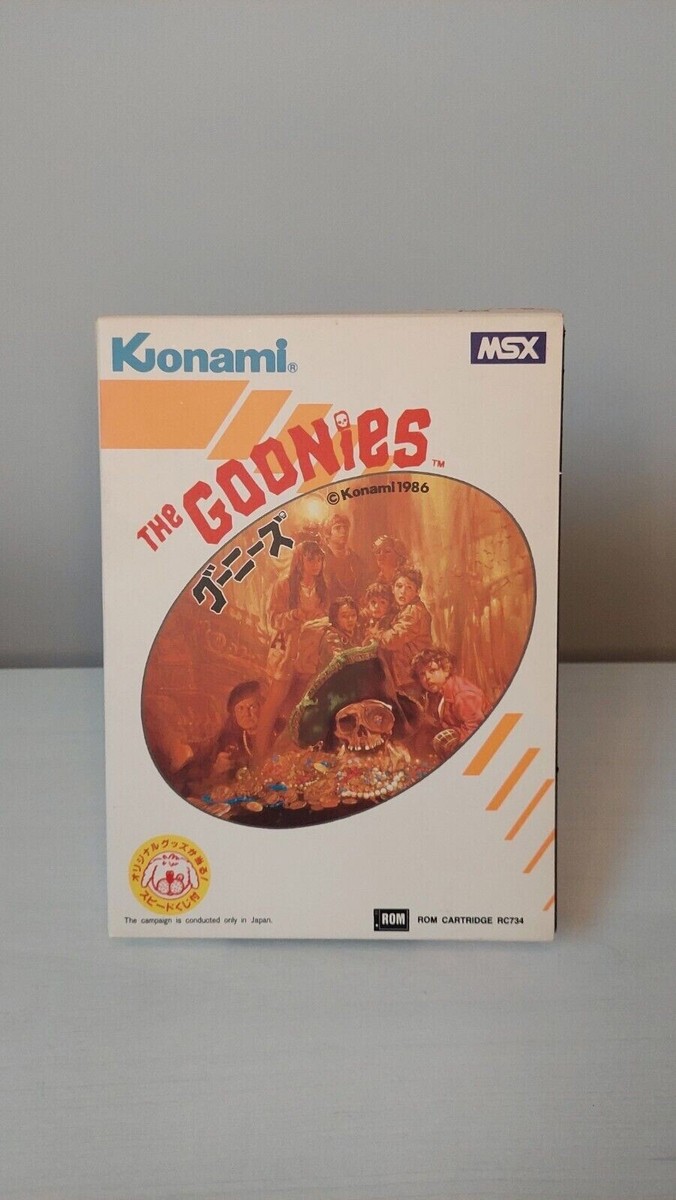 Konami®
MSX
THE GOONIES™
©Konami 1986
グーニーズ
オリジナルグッズが当る!
スピードくじ付
The campaign is conducted only in Japan.
ROM
ROM CARTRIDGE RC734